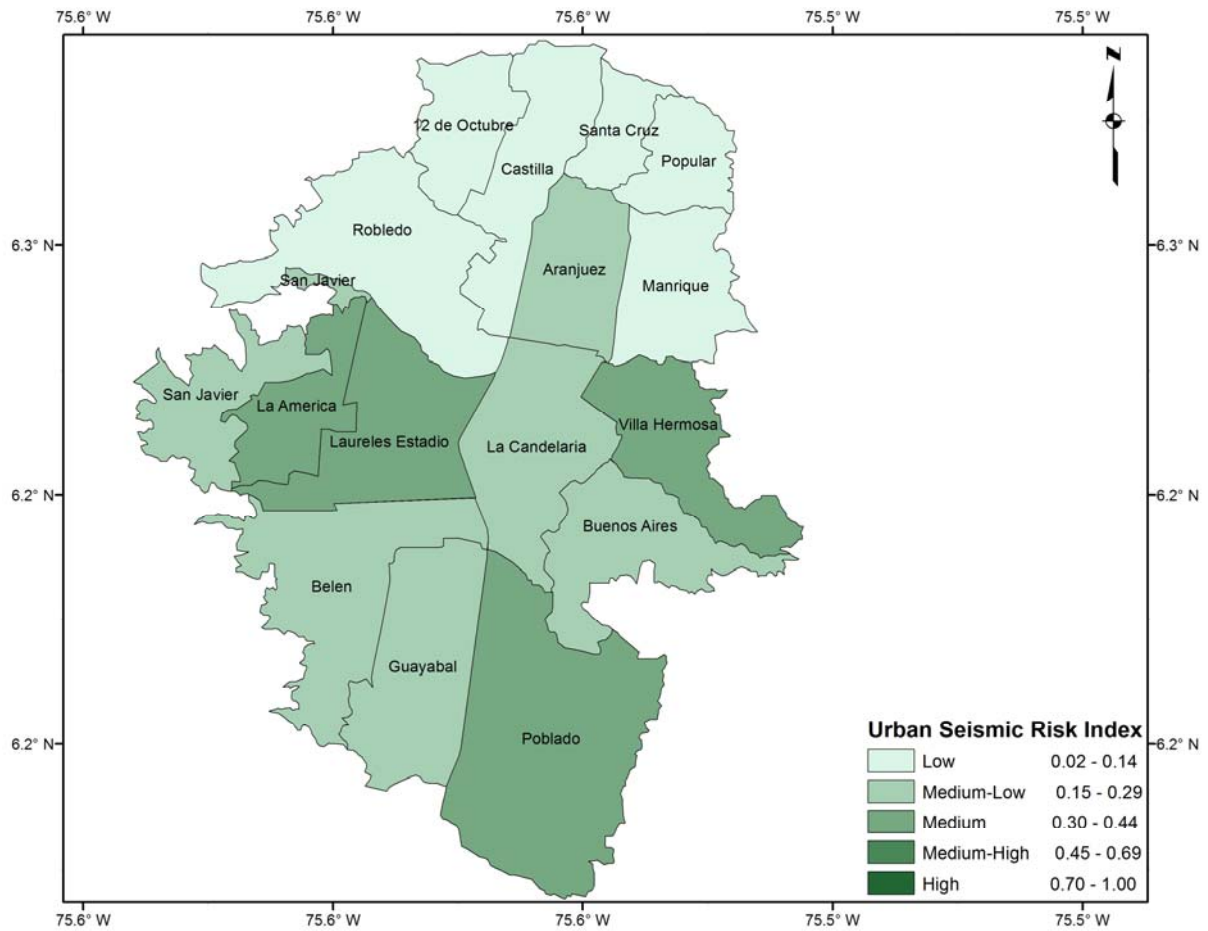 75.6° W 75.6° W 75.6° W 75.5° W 75.5° W
N
12 de Octubre
Santa Cruz
Castilla
Popular
Robledo
6.3° N 6.3° N
Aranjuez
San Javier
Manrique
San Javier
La America
Villa Hermosa
Laureles Estadio
La Candelaria
6.2° N 6.2° N
Buenos Aires
Belen
Guayabal
Poblado
6.2° N 6.2° N
Urban Seismic Risk Index
Low 0.02 - 0.14
Medium-Low 0.15 - 0.29
Medium 0.30 - 0.44
Medium-High 0.45 - 0.69
High 0.70 - 1.00
75.6° W 75.6° W 75.6° W 75.5° W 75.5° W